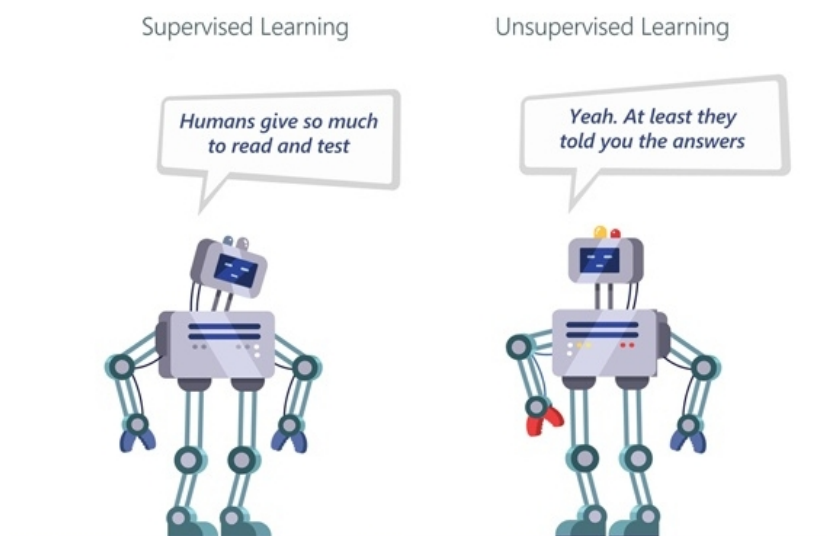 Supervised Learning
Unsupervised Learning
Humans give so much
to read and test
Yeah. At least they
told you the answers